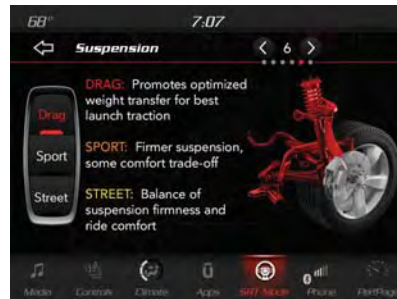 68°
7:07
Suspension
6
DRAG: Promotes optimized
weight transfer for best
launch traction
Drag
SPORT: Firmer suspension,
some comfort trade-off
Sport
STREET: Balance of
suspension firmness and
ride comfort
Street
Media Controls Climate Apps SRT Mode Phone PerfPage